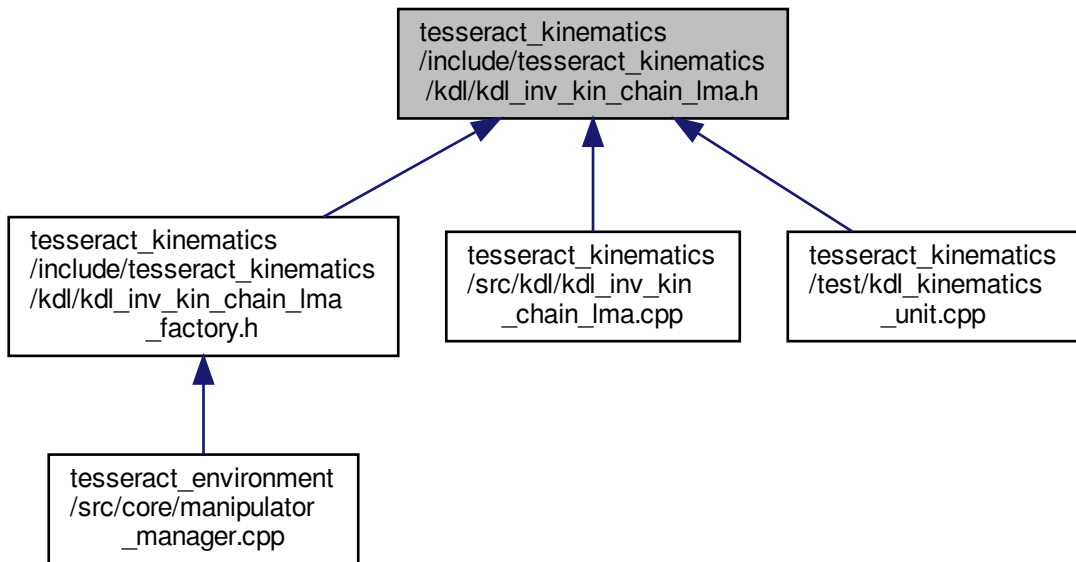 tesseract_kinematics
/include/tesseract_kinematics
/kdl/kdl_inv_kin_chain_lma.h
tesseract_kinematics
/include/tesseract_kinematics
/kdl/kdl_inv_kin_chain_lma
_factory.h
tesseract_kinematics
/src/kdl/kdl_inv_kin
_chain_lma.cpp
tesseract_kinematics
/test/kdl_kinematics
_unit.cpp
tesseract_environment
/src/core/manipulator
_manager.cpp